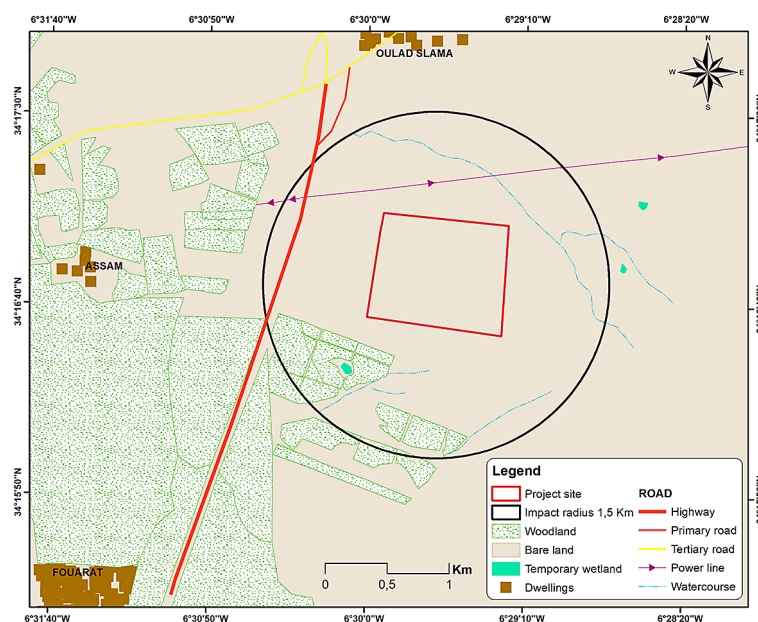 6°31'40"W 6°30'50"W 6°30'0"W 6°29'10"W 6°28'20"W
OULAD SLAMA
N
W E
S
34°17'30"N
ASSAM
34°16'40"N
34°15'50"N
Legend
Project site
Impact radius 1,5 Km
Woodland
Bare land
Temporary wetland
Dwellings
ROAD
Highway
Primary road
Tertiary road
Power line
Watercourse
Km
0 0,5 1
FOUARAT
6°31'40"W 6°30'50"W 6°30'0"W 6°29'10"W 6°28'20"W